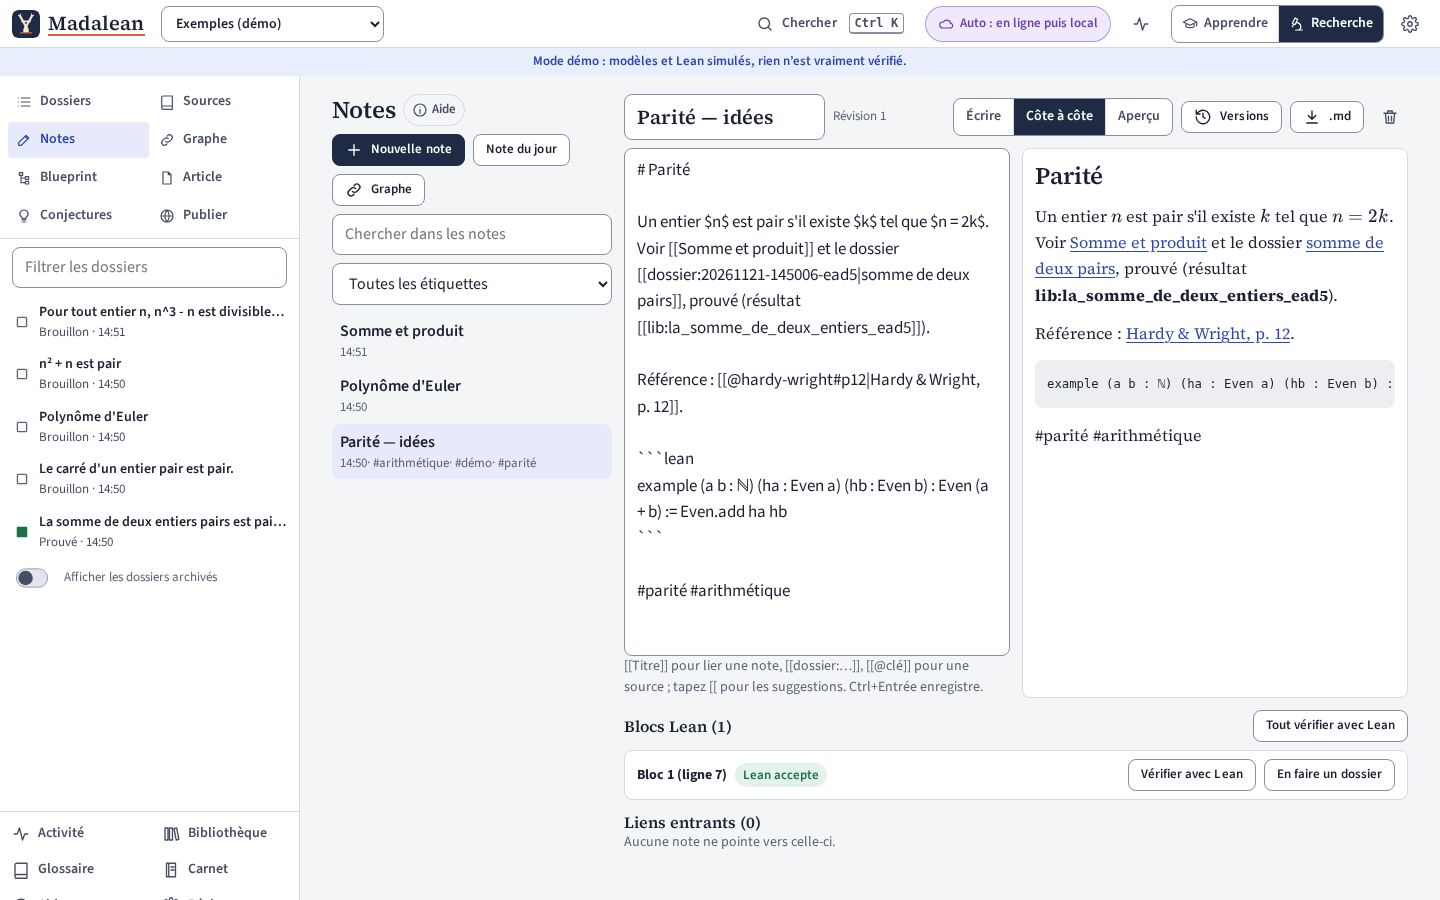 Madalean
Exemples (démo)
Chercher Ctrl K
Auto : en ligne puis local
Apprendre
Recherche
Mode démo : modèles et Lean simulés, rien n’est vraiment vérifié.
Dossiers
Sources
Notes
Graphe
Blueprint
Article
Conjectures
Publier
Filtrer les dossiers
Pour tout entier n, n^3 - n est divisible…
Brouillon · 14:51
n² + n est pair
Brouillon · 14:50
Polynôme d'Euler
Brouillon · 14:50
Le carré d'un entier pair est pair.
Brouillon · 14:50
La somme de deux entiers pairs est pai…
Prouvé · 14:50
Afficher les dossiers archivés
Activité
Bibliothèque
Glossaire
Carnet
Notes
Aide
Nouvelle note
Note du jour
Graphe
Chercher dans les notes
Toutes les étiquettes
Somme et produit
14:51
Polynôme d'Euler
14:50
Parité — idées
14:50· #arithmétique· #démo· #parité
Parité — idées
Révision 1
Écrire
Côte à côte
Aperçu
Versions
.md
# Parité
Un entier $n$ est pair s'il existe $k$ tel que $n = 2k$.
Voir [[Somme et produit]] et le dossier
[[dossier:20261121-145006-ead5|somme de deux
pairs]], prouvé (résultat
[[lib:la_somme_de_deux_entiers_ead5]]).
Référence : [[@hardy-wright#p12|Hardy & Wright,
p. 12]].
```lean
example (a b : ℕ) (ha : Even a) (hb : Even b) : Even (a
+ b) := Even.add ha hb
```
#parité #arithmétique
[[Titre]] pour lier une note, [[dossier:…]], [[@clé]] pour une
source ; tapez [[ pour les suggestions. Ctrl+Entrée enregistre.
Parité
Un entier n est pair s'il existe k tel que n = 2k.
Voir Somme et produit et le dossier somme de
deux pairs, prouvé (résultat
lib:la_somme_de_deux_entiers_ead5).
Référence : Hardy & Wright, p. 12.
example (a b : ℕ) (ha : Even a) (hb : Even b) :
#parité #arithmétique
Blocs Lean (1)
Tout vérifier avec Lean
Bloc 1 (ligne 7)
Lean accepte
Vérifier avec Lean
En faire un dossier
Liens entrants (0)
Aucune note ne pointe vers celle-ci.